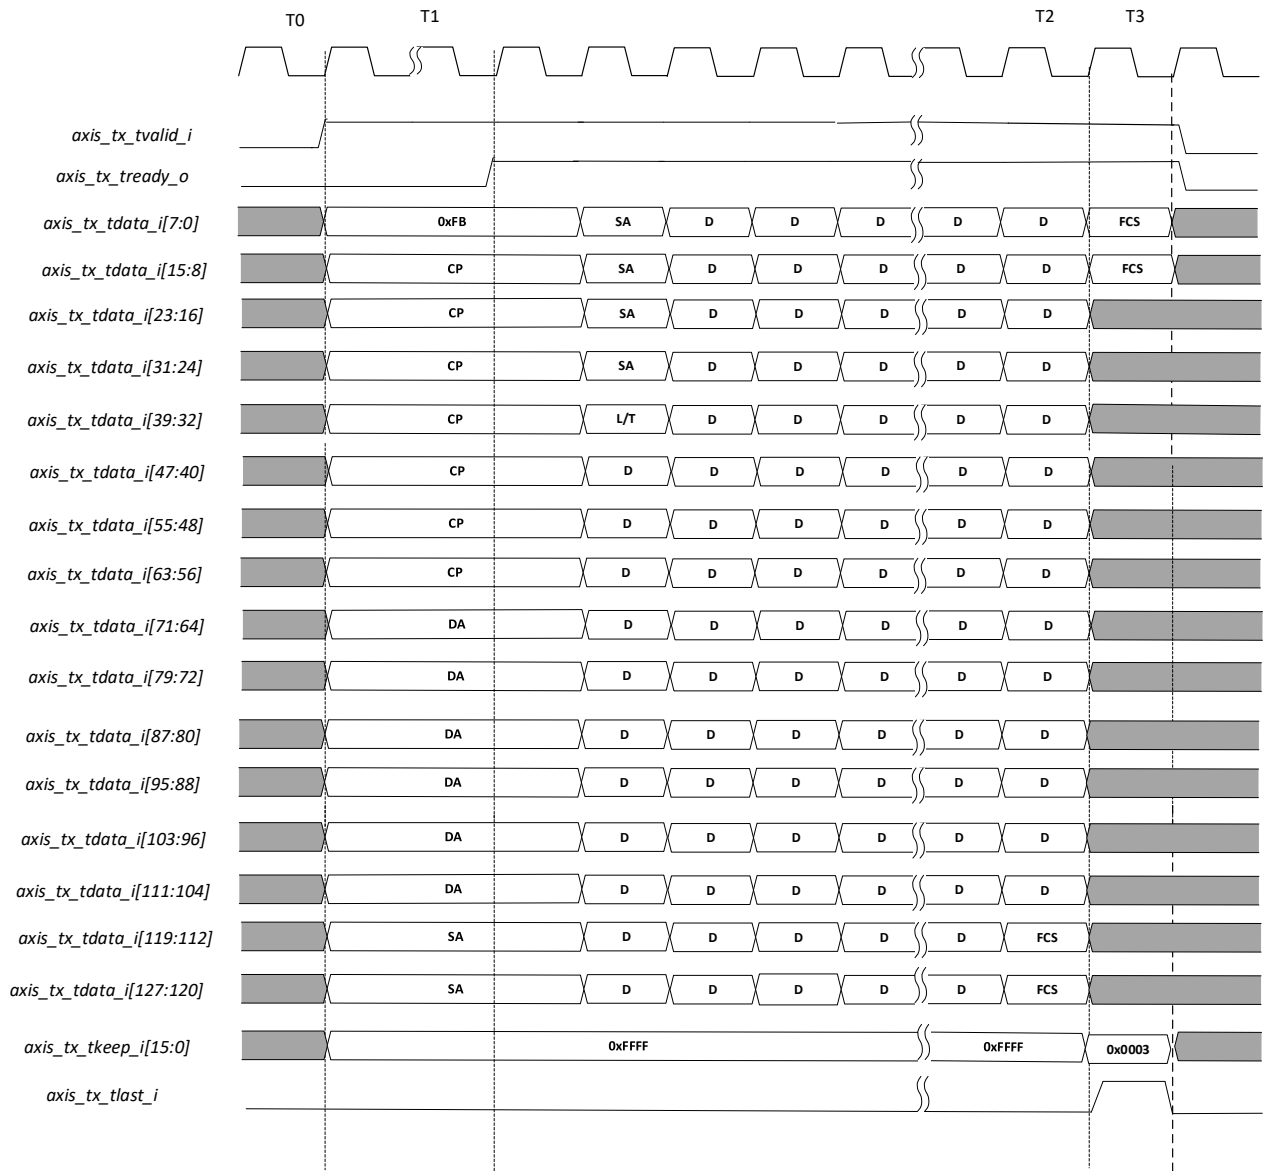 T0 T1 T2 T3
axis_tx_tvalid_i
axis_tx_tready_o
axis_tx_tdata_i[7:0] 0xFB SA D D D D D FCS
axis_tx_tdata_i[15:8] CP SA D D D D D FCS
axis_tx_tdata_i[23:16] CP SA D D D D D
axis_tx_tdata_i[31:24] CP SA D D D D D
axis_tx_tdata_i[39:32] CP L/T D D D D D
axis_tx_tdata_i[47:40] CP D D D D D D
axis_tx_tdata_i[55:48] CP D D D D D D
axis_tx_tdata_i[63:56] CP D D D D D D
axis_tx_tdata_i[71:64] DA D D D D D D
axis_tx_tdata_i[79:72] DA D D D D D D
axis_tx_tdata_i[87:80] DA D D D D D D
axis_tx_tdata_i[95:88] DA D D D D D D
axis_tx_tdata_i[103:96] DA D D D D D D
axis_tx_tdata_i[111:104] DA D D D D D D
axis_tx_tdata_i[119:112] SA D D D D D FCS
axis_tx_tdata_i[127:120] SA D D D D D FCS
axis_tx_tkeep_i[15:0] 0xFFFF 0xFFFF 0x0003
axis_tx_tlast_i